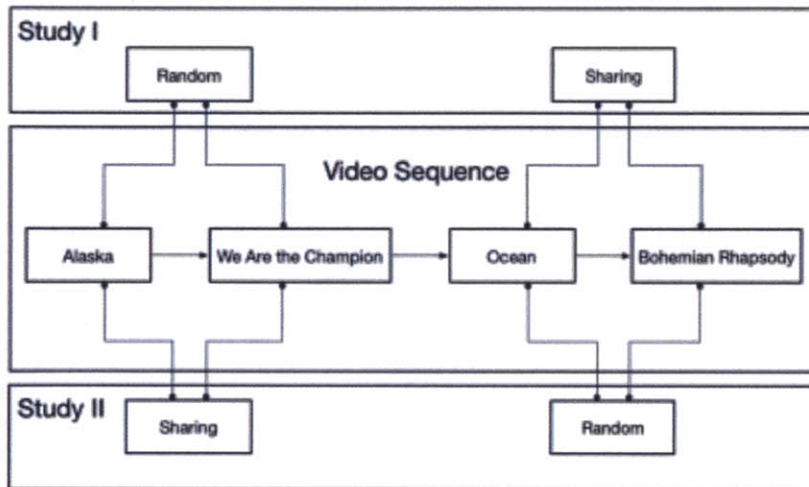 Study I
Random
Sharing
Video Sequence
Alaska
We Are the Champion
Ocean
Bohemian Rhapsody
Study II
Sharing
Random